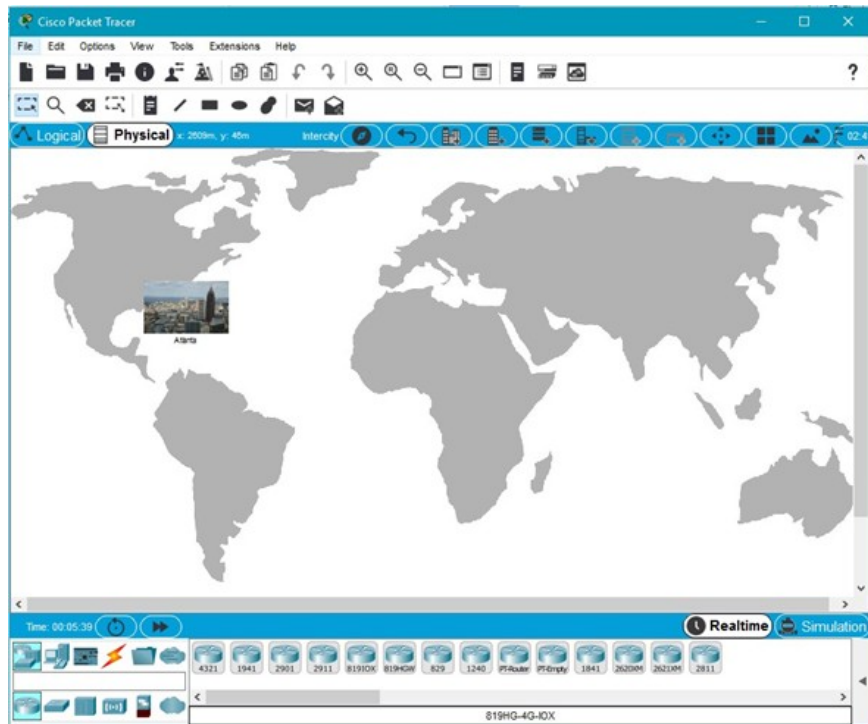 Cisco Packet Tracer
File Edit Options View Tools Extensions Help
?
Logical Physical x: 2609m, y: 46m Intercity 02:4
Atlanta
Time: 00:05:39 Realtime Simulation
4321 1941 2901 2911 819IOX 819HGW 829 1240 PT-Router PT-Empty 1841 2620XM 2621XM 2811
819HG-4G-IOX